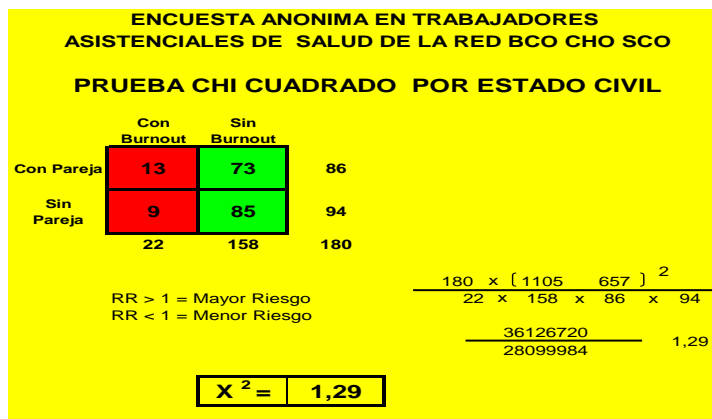 ENCUESTA ANONIMA EN TRABAJADORES
ASISTENCIALES DE SALUD DE LA RED BCO CHO SCO
PRUEBA CHI CUADRADO POR ESTADO CIVIL
Con Burnout Sin Burnout
Con Pareja 13 73 86
Sin Pareja 9 85 94
22 158 180
RR > 1 = Mayor Riesgo
RR < 1 = Menor Riesgo
180 x ( 1105 657 ) 2
22 x 158 x 86 x 94
36126720
28099984
1,29
X 2 = 1,29